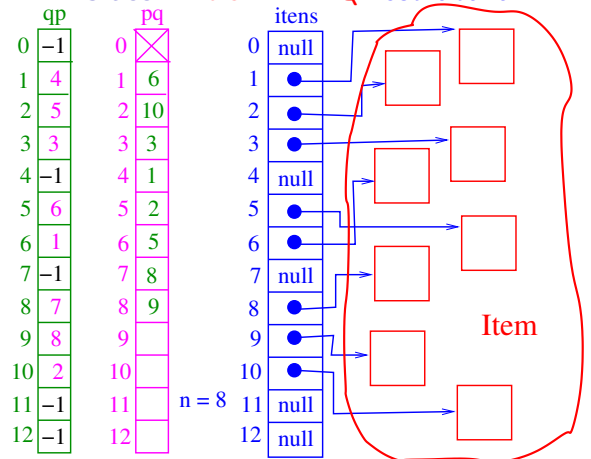 qp pq itens
0 −1 0 0 null
1 4 1 6 1
2 5 2 10 2
3 3 3 3 3
4 −1 4 1 4 null
5 6 5 2 5
6 1 6 5 6
7 −1 7 8 7 null
8 7 8 9 8
9 8 9 9 Item
10 2 10 10
11 −1 11 n = 8 11 null
12 −1 12 12 null